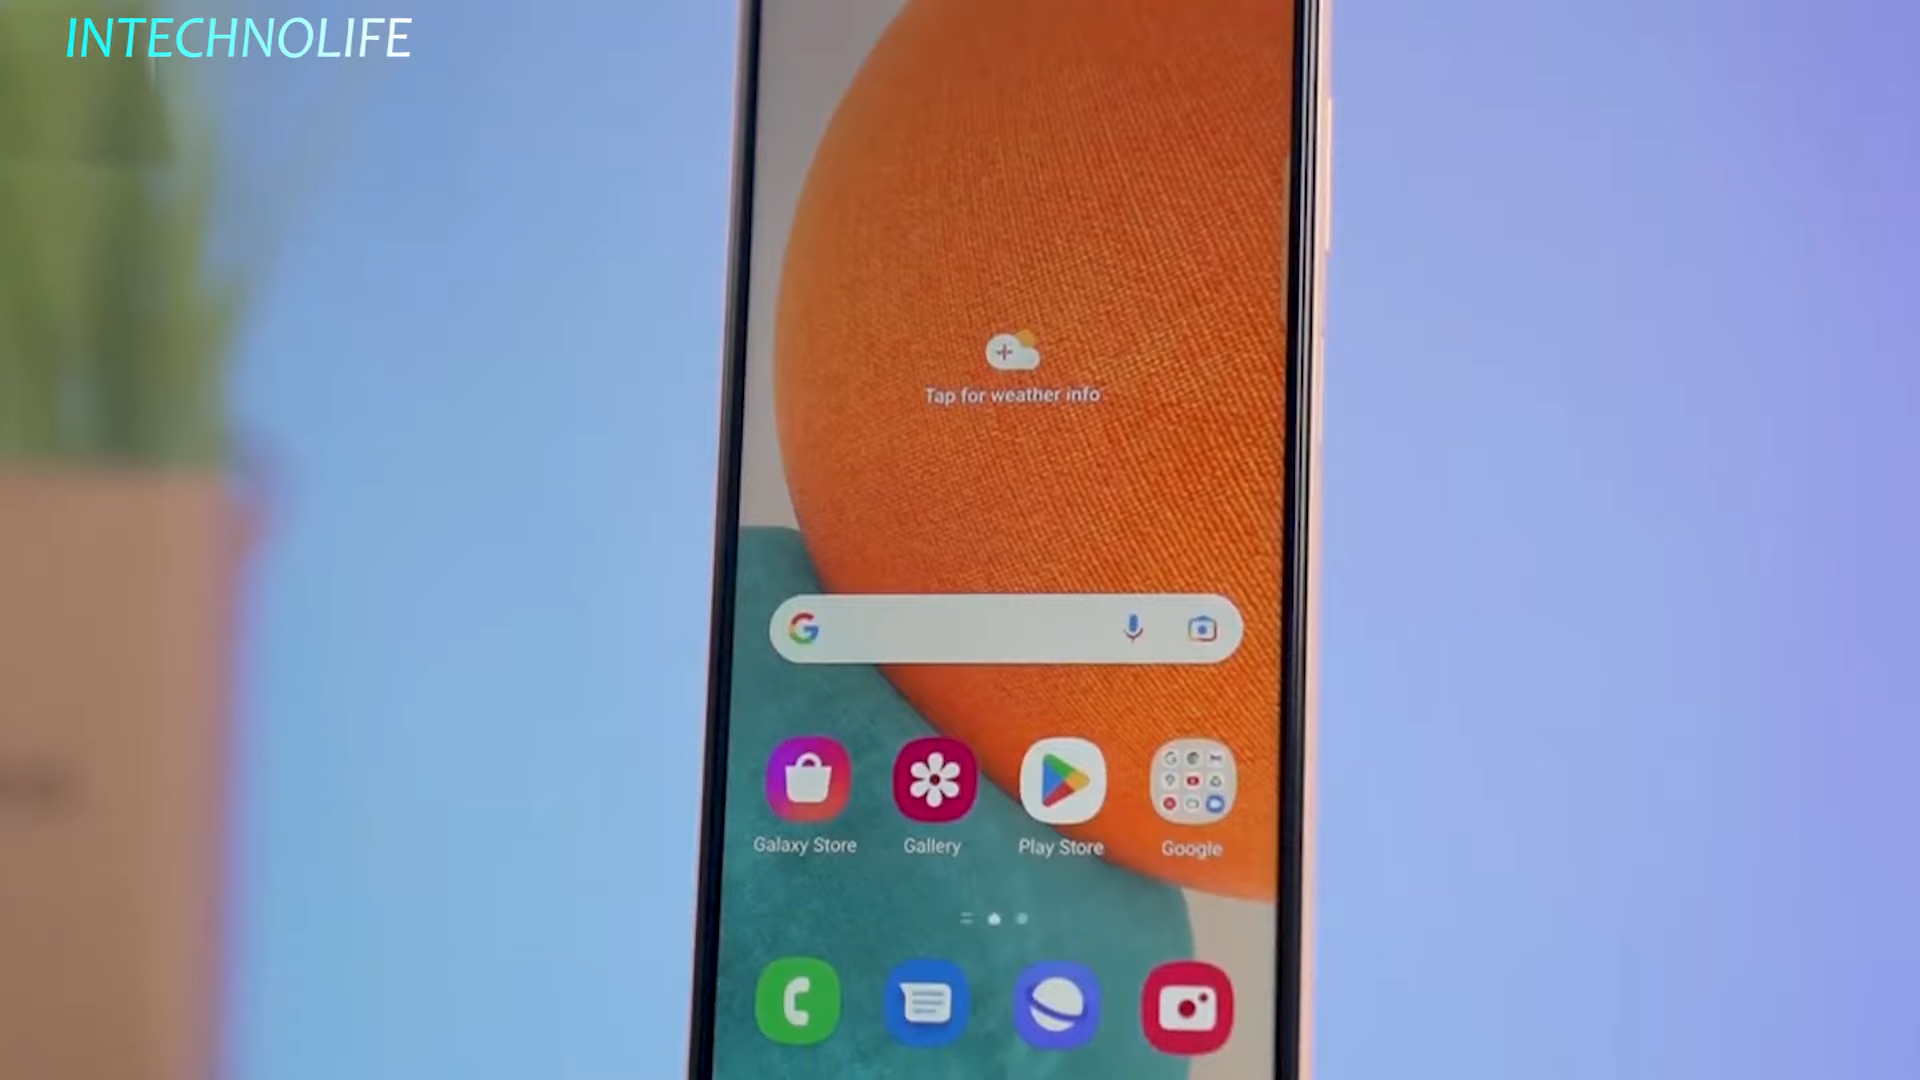 INTECHNOLIFE
Tap for weather info
Galaxy Store
Gallery
Play Store
Google